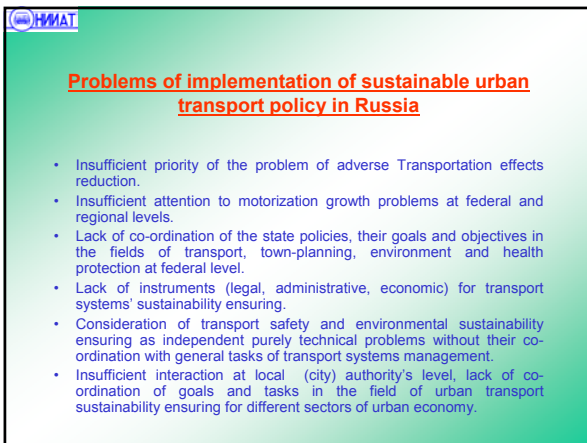 НИИАТ
Problems of implementation of sustainable urban
transport policy in Russia
• Insufficient priority of the problem of adverse Transportation effects
reduction.
• Insufficient attention to motorization growth problems at federal and
regional levels.
• Lack of co-ordination of the state policies, their goals and objectives in
the fields of transport, town-planning, environment and health
protection at federal level.
• Lack of instruments (legal, administrative, economic) for transport
systems’ sustainability ensuring.
• Consideration of transport safety and environmental sustainability
ensuring as independent purely technical problems without their co-
ordination with general tasks of transport systems management.
• Insufficient interaction at local (city) authority’s level, lack of co-
ordination of goals and tasks in the field of urban transport
sustainability ensuring for different sectors of urban economy.